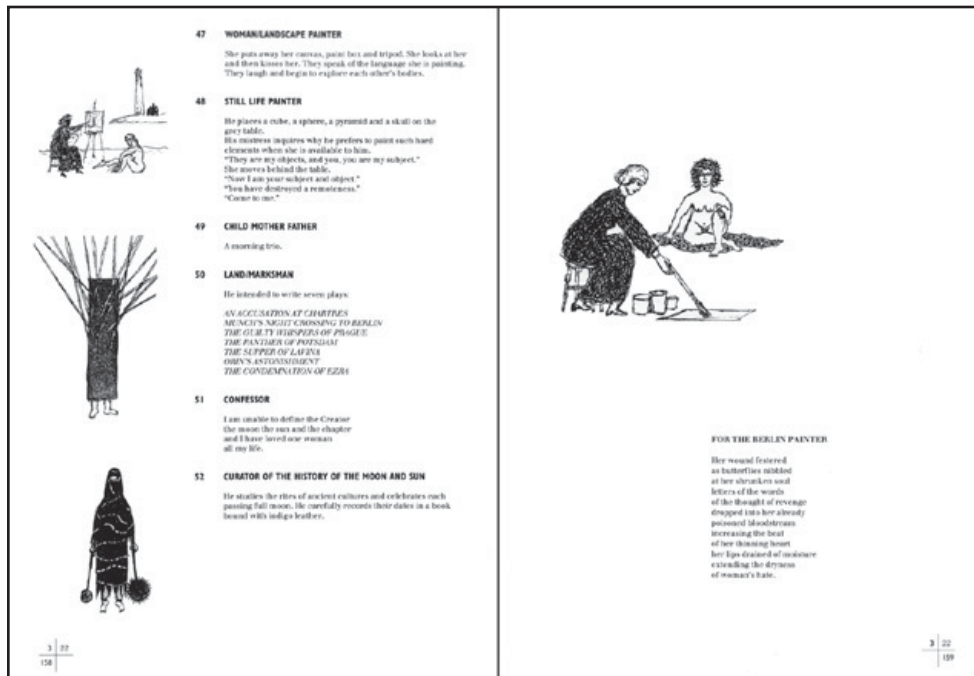 47 WOMAN/LANDSCAPE PAINTER
She puts away her canvas, paint box and tripod. She looks at her
and then kisses her. They speak of the language she is painting.
They laugh and begin to explore each other's bodies.
48 STILL LIFE PAINTER
He places a cube, a sphere, a pyramid and a skull on the
grey table.
His mistress inquires why he prefers to paint such hard
elements when she is available to him.
"They are my objects, and you, you are my subject."
She moves behind the table.
"Now I am your subject and object."
"You have destroyed a remoteness."
"Come to me."
49 CHILD MOTHER FATHER
A morning trio.
50 LAND/MARKSMAN
He intended to write seven plays:
AN ACCUSATION AT CHARTRES
MUNCH'S NIGHT CROSSING TO BERLIN
THE GUILTY WHISPERS OF PRAGUE
THE PANTHER OF POTSDAM
THE SUPPER OF LAVINA
ORIN'S ASTONISHMENT
THE CONDEMNATION OF EZRA
51 CONFESSOR
I am unable to define the Creator
the moon the sun and the chapter
and I have loved one woman
all my life.
52 CURATOR OF THE HISTORY OF THE MOON AND SUN
He studies the rites of ancient cultures and celebrates each
passing full moon. He carefully records their dates in a book
bound with indigo leather.
3 22
158
FOR THE BERLIN PAINTER
Her wound festered
as butterflies nibbled
at her shrunken soul
letters of the words
of the thought of revenge
dropped into her already
poisoned bloodstream
increasing the beat
of her thinning heart
her lips drained of moisture
extending the dryness
of woman's hate.
3 22
159